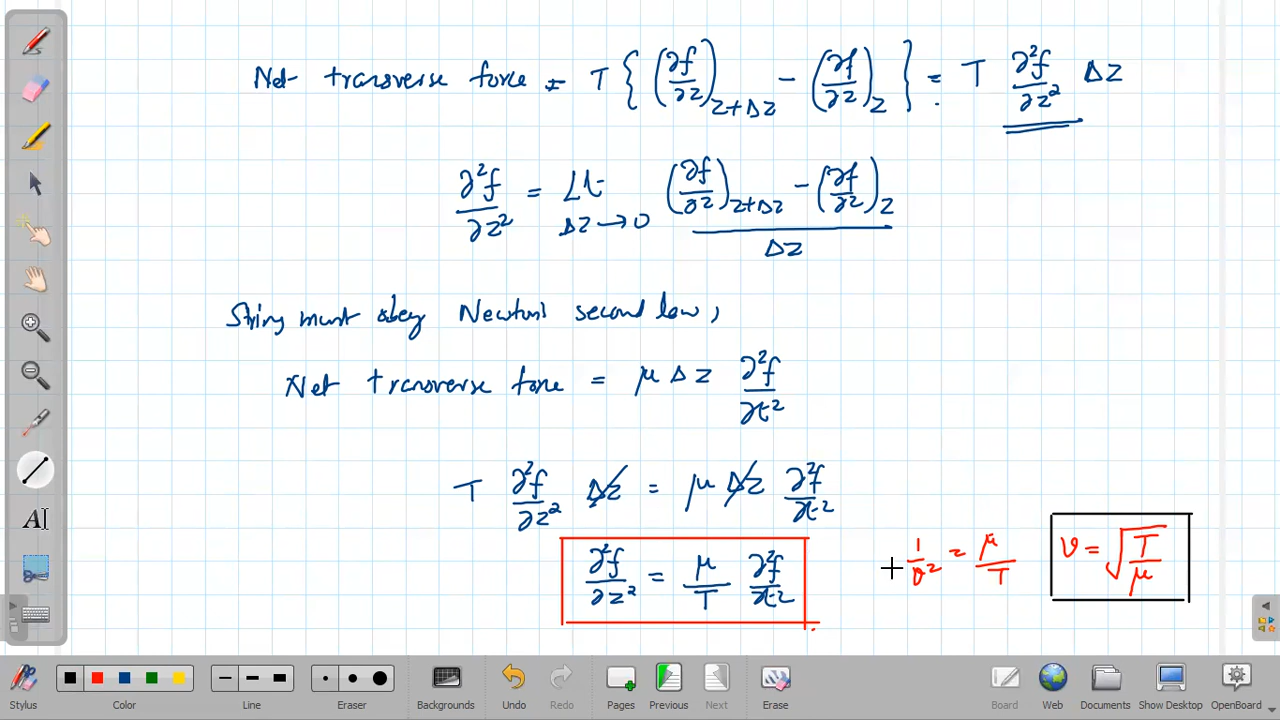 Net transverse force = T { (∂f/∂z)_{z+Δz} − (∂f/∂z)_z } = T ∂²f/∂z² Δz
∂²f/∂z² = Lt_{Δz→0} ((∂f/∂z)_{z+Δz} − (∂f/∂z)_z) / Δz
String must obey Newton's second law,
Net transverse force = μ Δz ∂²f/∂t²
T ∂²f/∂z² Δz = μ Δz ∂²f/∂t²
∂²f/∂z² = μ/T ∂²f/∂t²
1/v² = μ/T
v = √(T/μ)
Stylus
Color
Line
Eraser
Backgrounds
Undo
Redo
Pages
Previous
Next
Erase
Board
Web
Documents
Show Desktop
OpenBoard